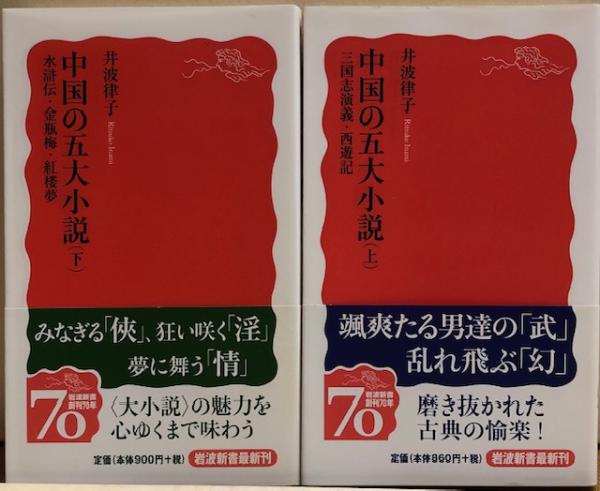 井波律子 Ritsuko Inami
中国の五大小説(下)
水滸伝・金瓶梅・紅楼夢
みなぎる「俠」、狂い咲く「淫」
夢に舞う「情」
岩波新書
創刊70年
70
〈大小説〉の魅力を
心ゆくまで味わう
定価(本体900円+税)
岩波新書最新刊
井波律子 Ritsuko Inami
中国の五大小説(上)
三国志演義・西遊記
颯爽たる男達の「武」
乱れ飛ぶ「幻」
岩波新書
創刊70年
70
磨き抜かれた
古典の愉楽!
定価(本体860円+税)
岩波新書最新刊